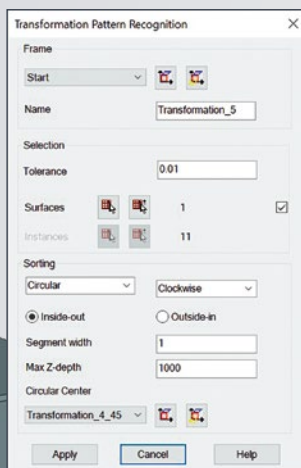 Transformation Pattern Recognition
Frame
Start
Name Transformation_5
Selection
Tolerance 0.01
Surfaces 1
Instances 11
Sorting
Circular Clockwise
Inside-out Outside-in
Segment width 1
Max Z-depth 1000
Circular Center
Transformation_4_45
Apply Cancel Help